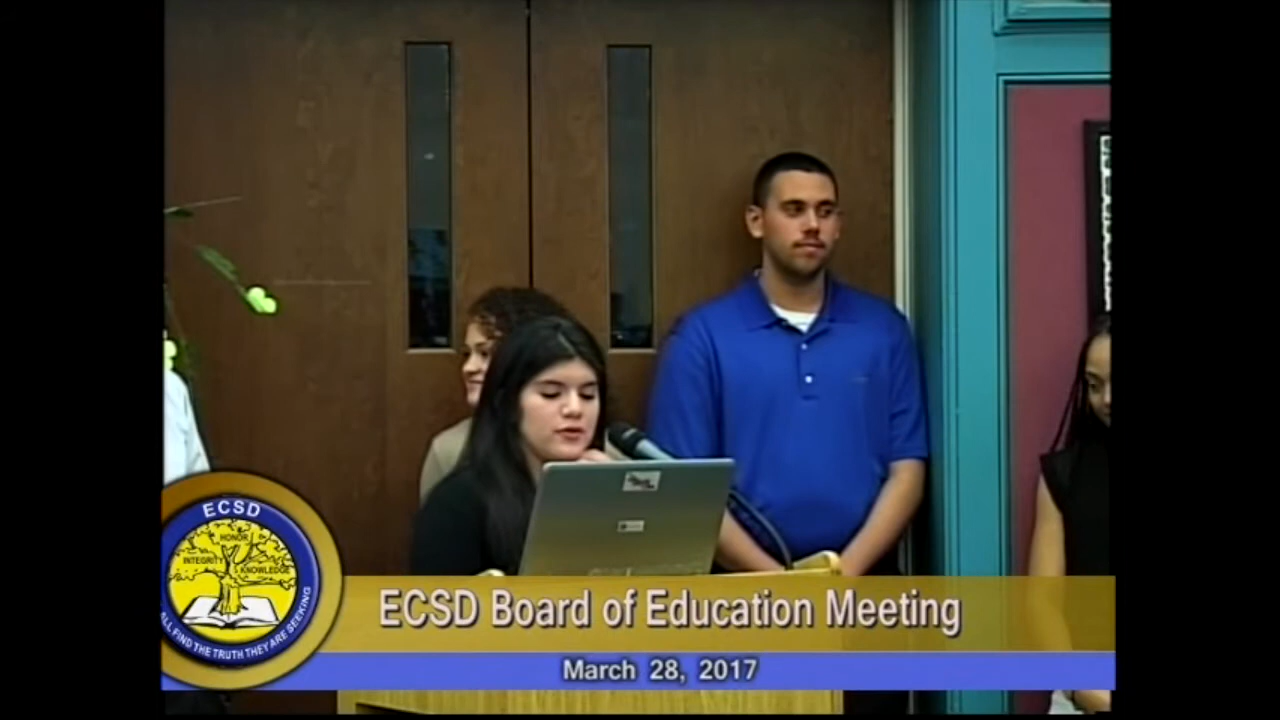 ECSD
HONOR
INTEGRITY
KNOWLEDGE
ALL FIND THE TRUTH THEY ARE SEEKING
ECSD Board of Education Meeting
March 28, 2017